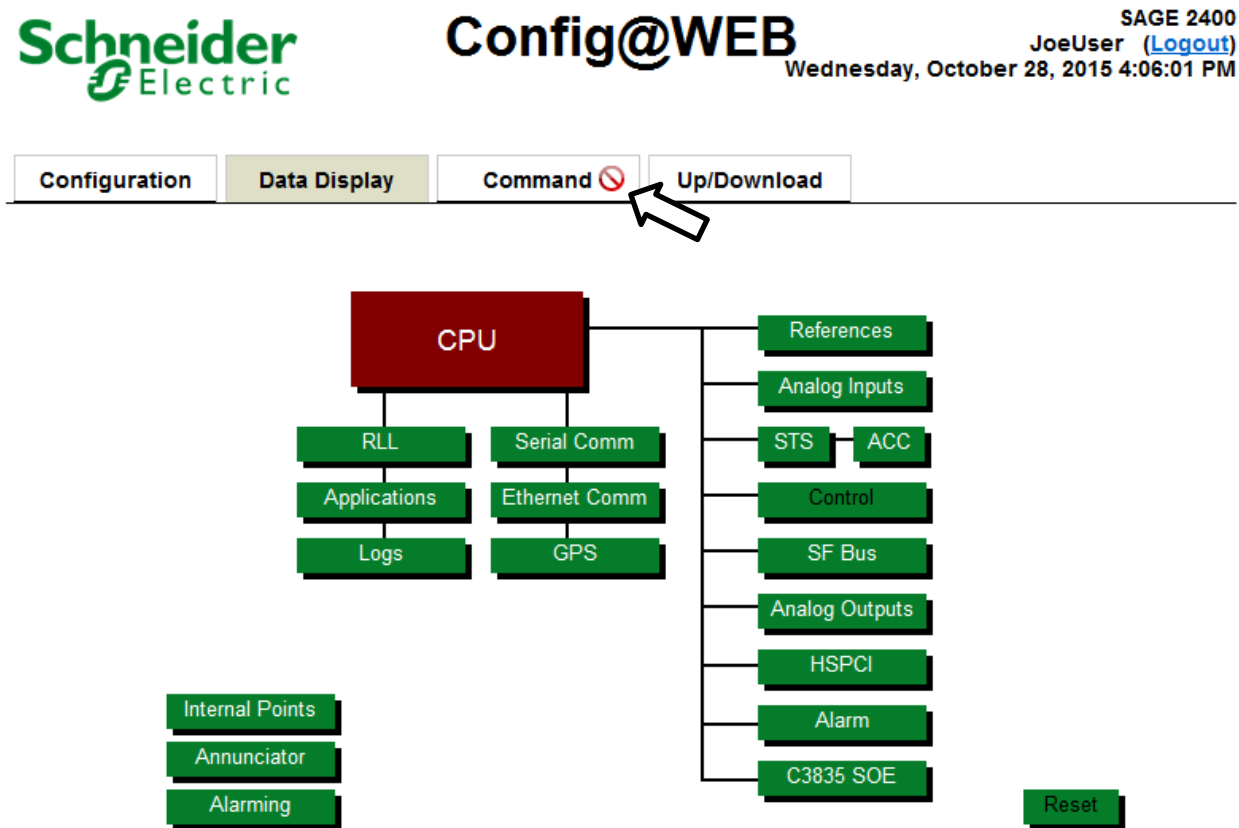 Schneider
Electric
Config@WEB
SAGE 2400
JoeUser (Logout)
Wednesday, October 28, 2015 4:06:01 PM
Configuration
Data Display
Command
Up/Download
CPU
References
Analog Inputs
RLL
Serial Comm
STS
ACC
Applications
Ethernet Comm
Control
Logs
GPS
SF Bus
Analog Outputs
HSPCI
Internal Points
Alarm
Annunciator
C3835 SOE
Alarming
Reset